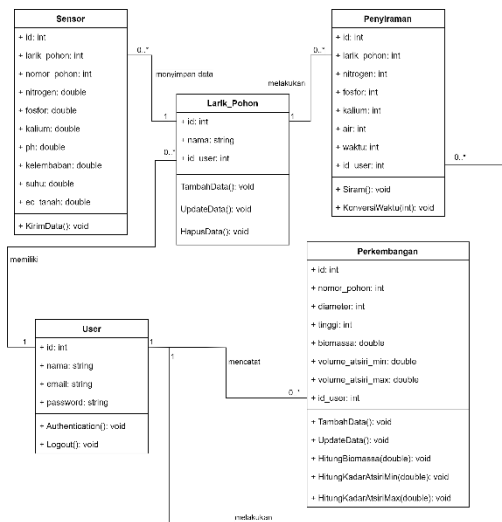 Sensor
+ id: int
+ larik_pohon: int
+ nomor_pohon: int
+ nitrogen: double
+ fosfor: double
+ kalium: double
+ ph: double
+ kelembaban: double
+ suhu: double
+ ec_tanah: double
+ KirimData(): void
0..*
menyimpan data
1
Larik_Pohon
+ id: int
+ nama: string
+ id_user: int
TambahData(): void
UpdateData(): void
HapusData(): void
0..*
melakukan
1
0..*
Penyiraman
+ id: int
+ larik_pohon: int
+ nitrogen: int
+ fosfor: int
+ kalium: int
+ air: int
+ waktu: int
+ id_user: int
+ Siram(): void
+ KonversiWaktu(int): void
0..*
memiliki
1
User
+ id: int
+ nama: string
+ email: string
+ password: string
+ Authentication(): void
+ Logout(): void
1
1
mencatat
0..*
Perkembangan
+ id: int
+ nomor_pohon: int
+ diameter: int
+ tinggi: int
+ biomassa: double
+ volume_atsiri_min: double
+ volume_atsiri_max: double
+ id_user: int
+ TambahData(): void
+ UpdateData(): void
+ HitungBiomassa(double): void
+ HitungKadarAtsiriMin(double): void
+ HitungKadarAtsiriMax(double): void
melakukan